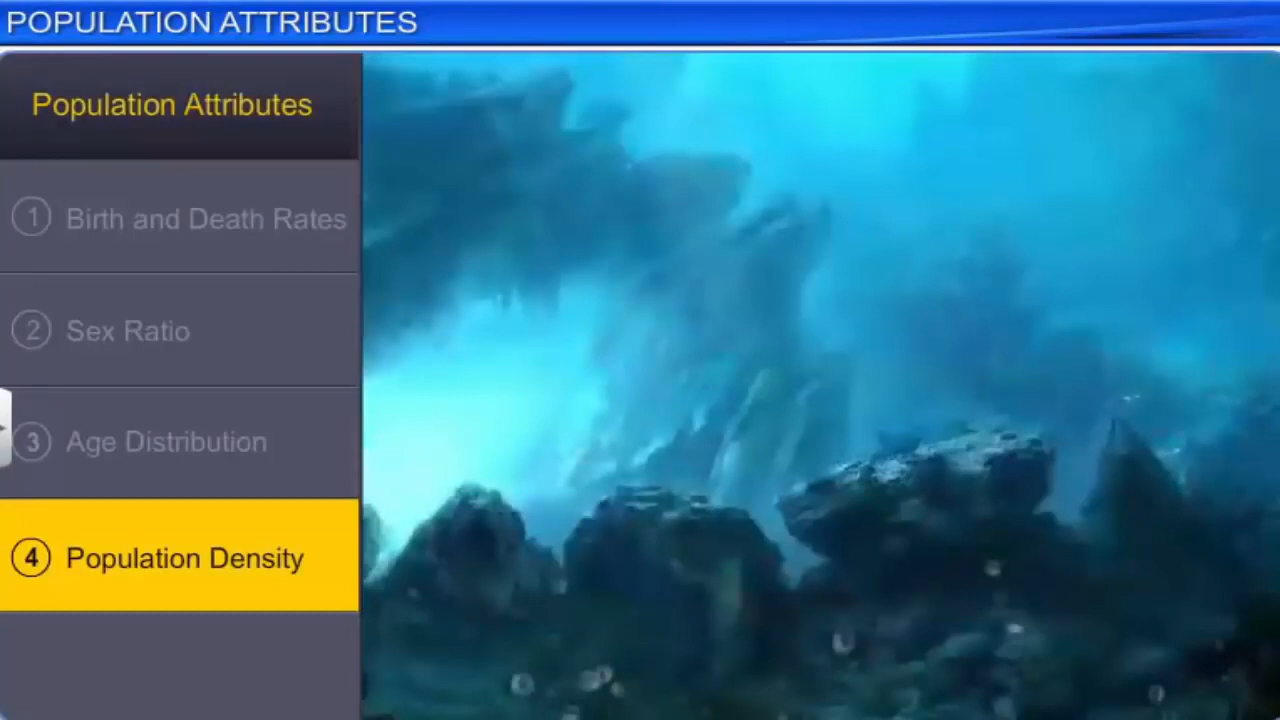 POPULATION ATTRIBUTES
Population Attributes
1 Birth and Death Rates
2 Sex Ratio
3 Age Distribution
4 Population Density